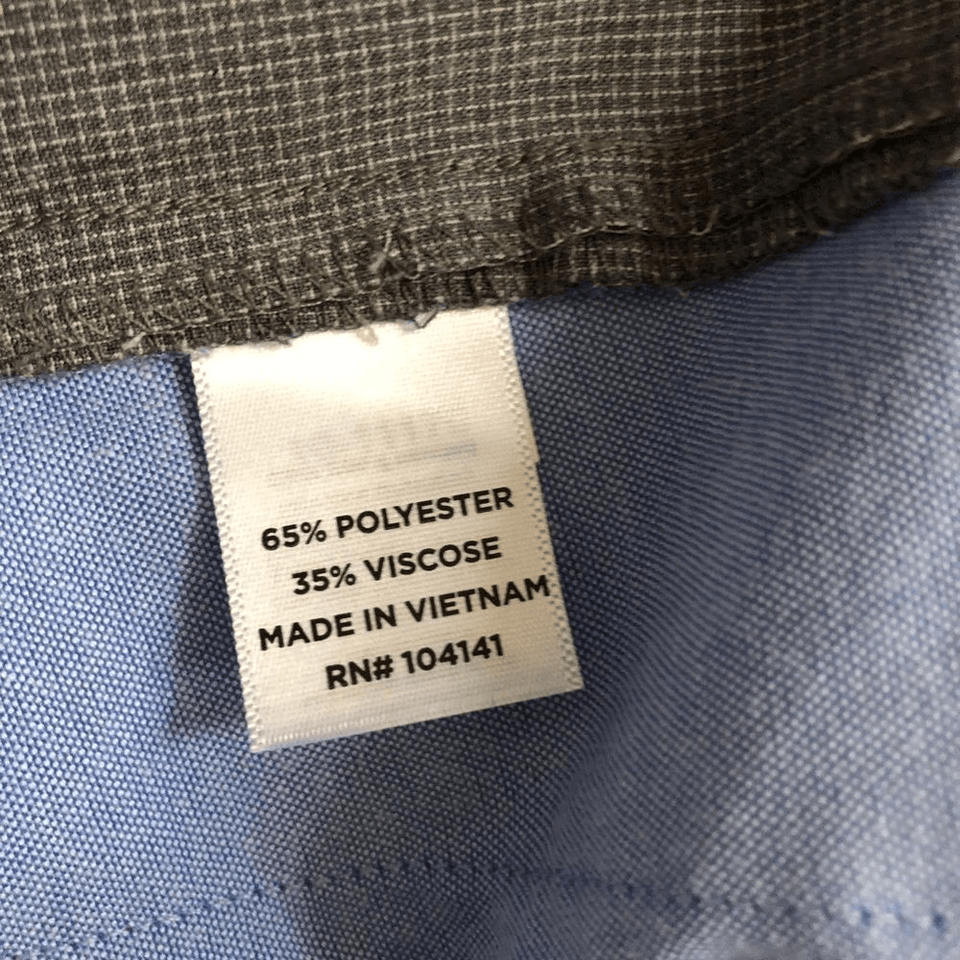 65% POLYESTER
35% VISCOSE
MADE IN VIETNAM
RN# 104141